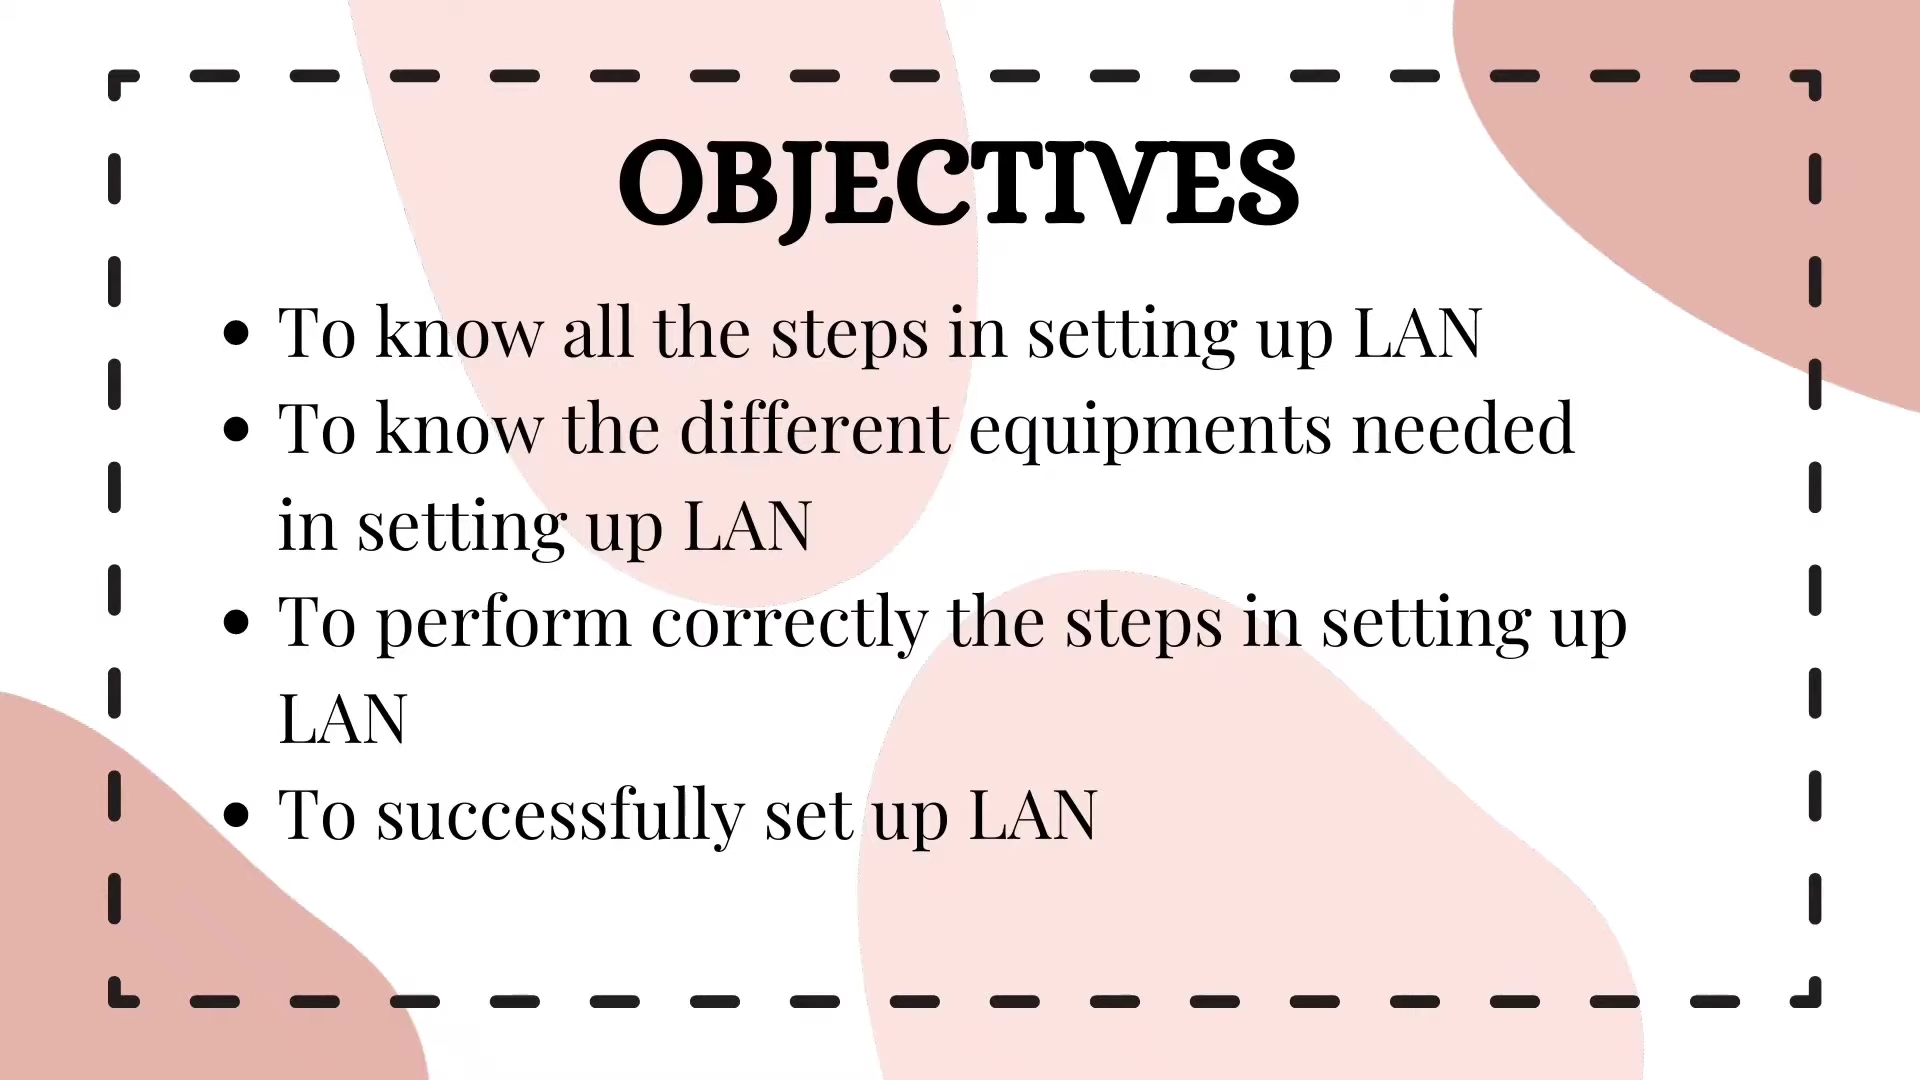 OBJECTIVES
• To know all the steps in setting up LAN
• To know the different equipments needed
in setting up LAN
• To perform correctly the steps in setting up
LAN
• To successfully set up LAN